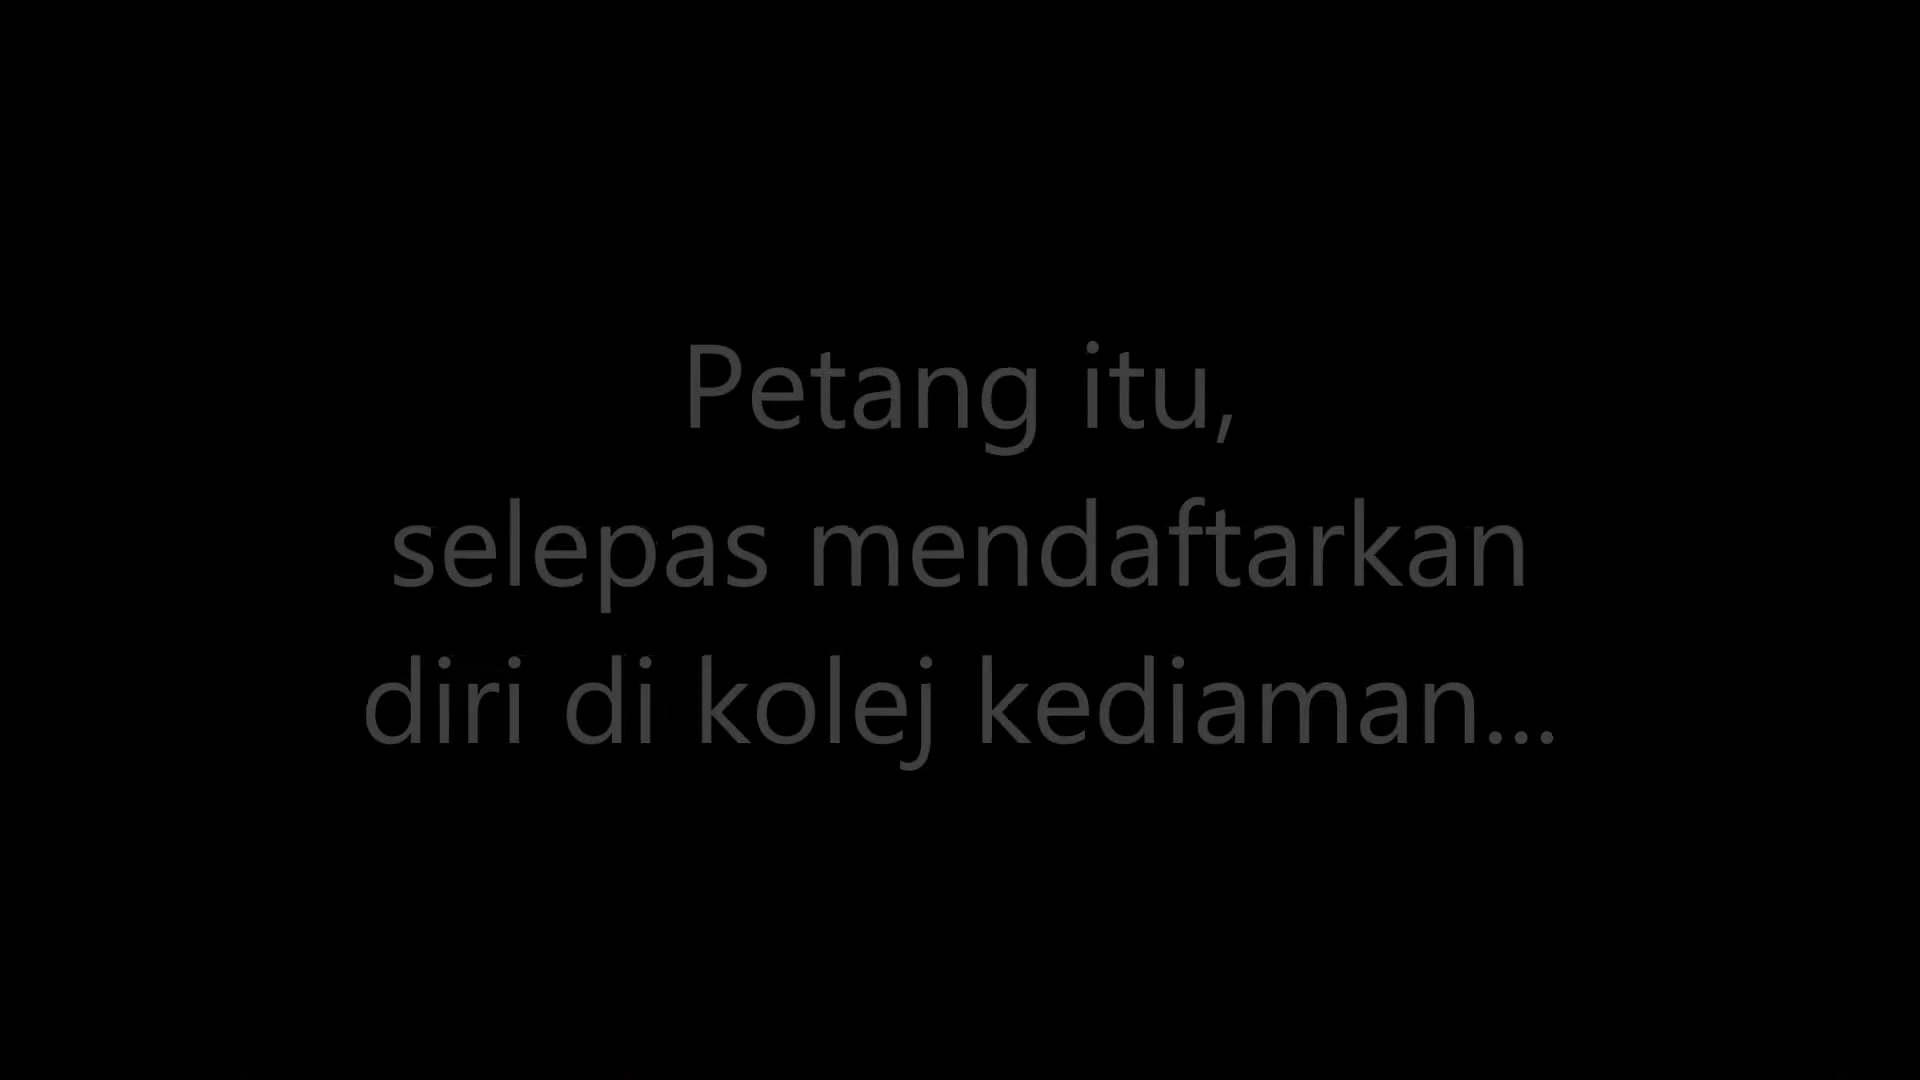 Petang itu,
selepas mendaftarkan
diri di kolej kediaman...